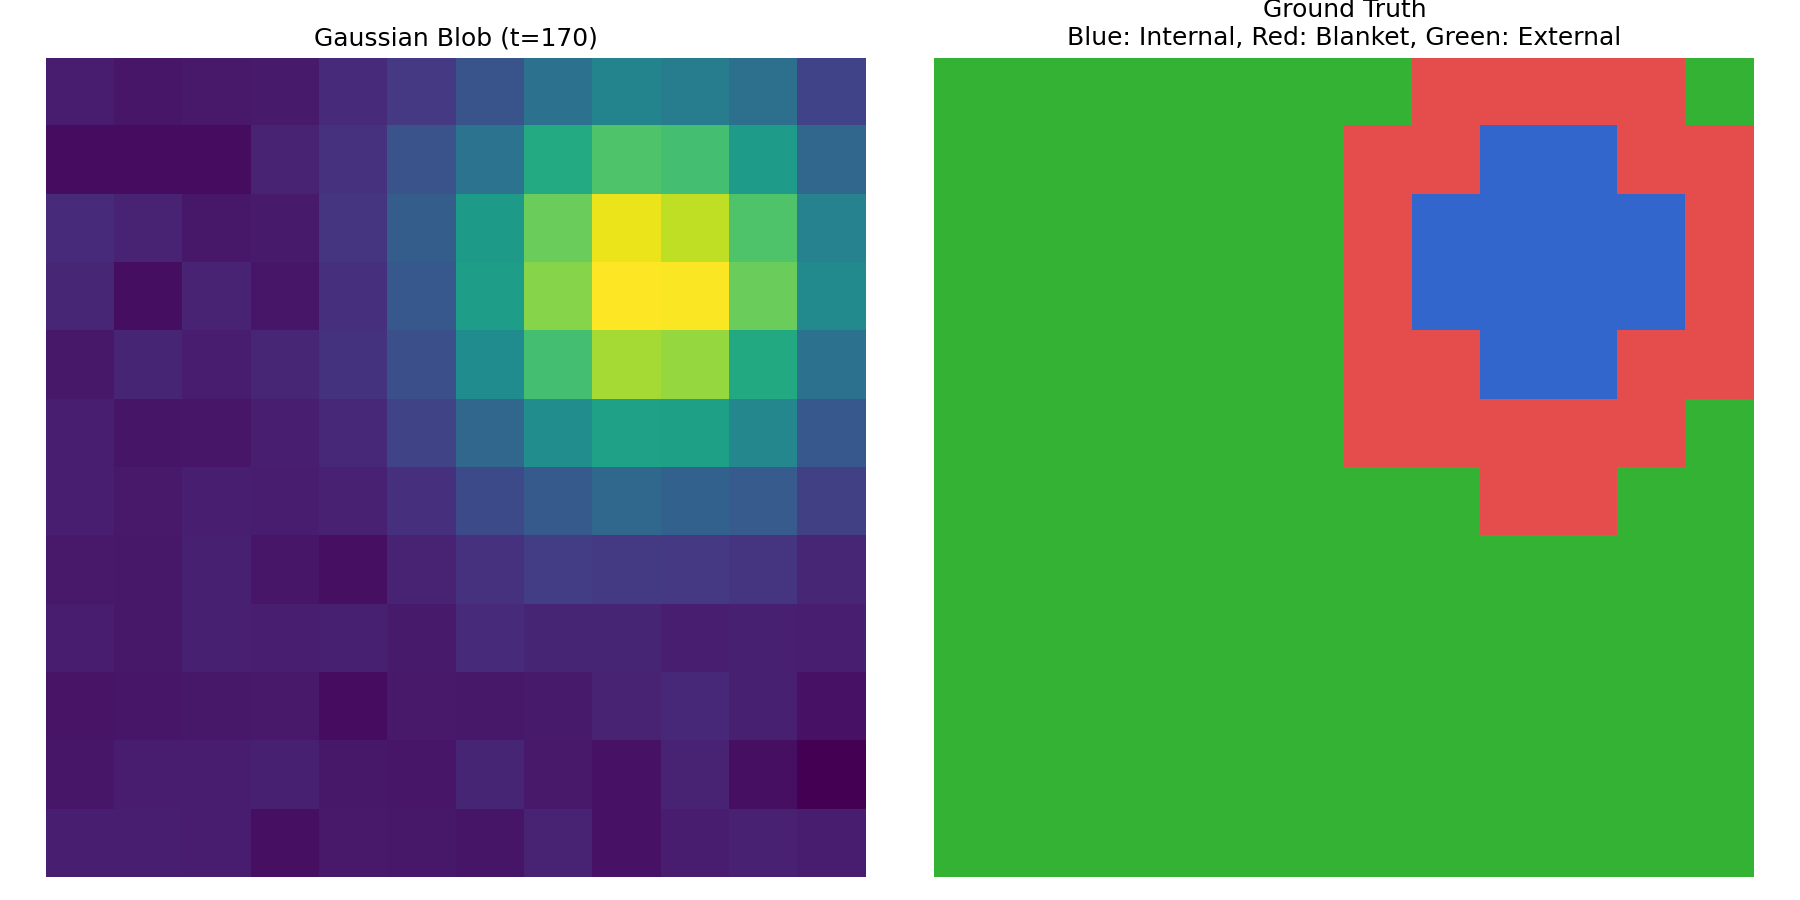 Gaussian Blob (t=170)
Ground Truth
Blue: Internal, Red: Blanket, Green: External